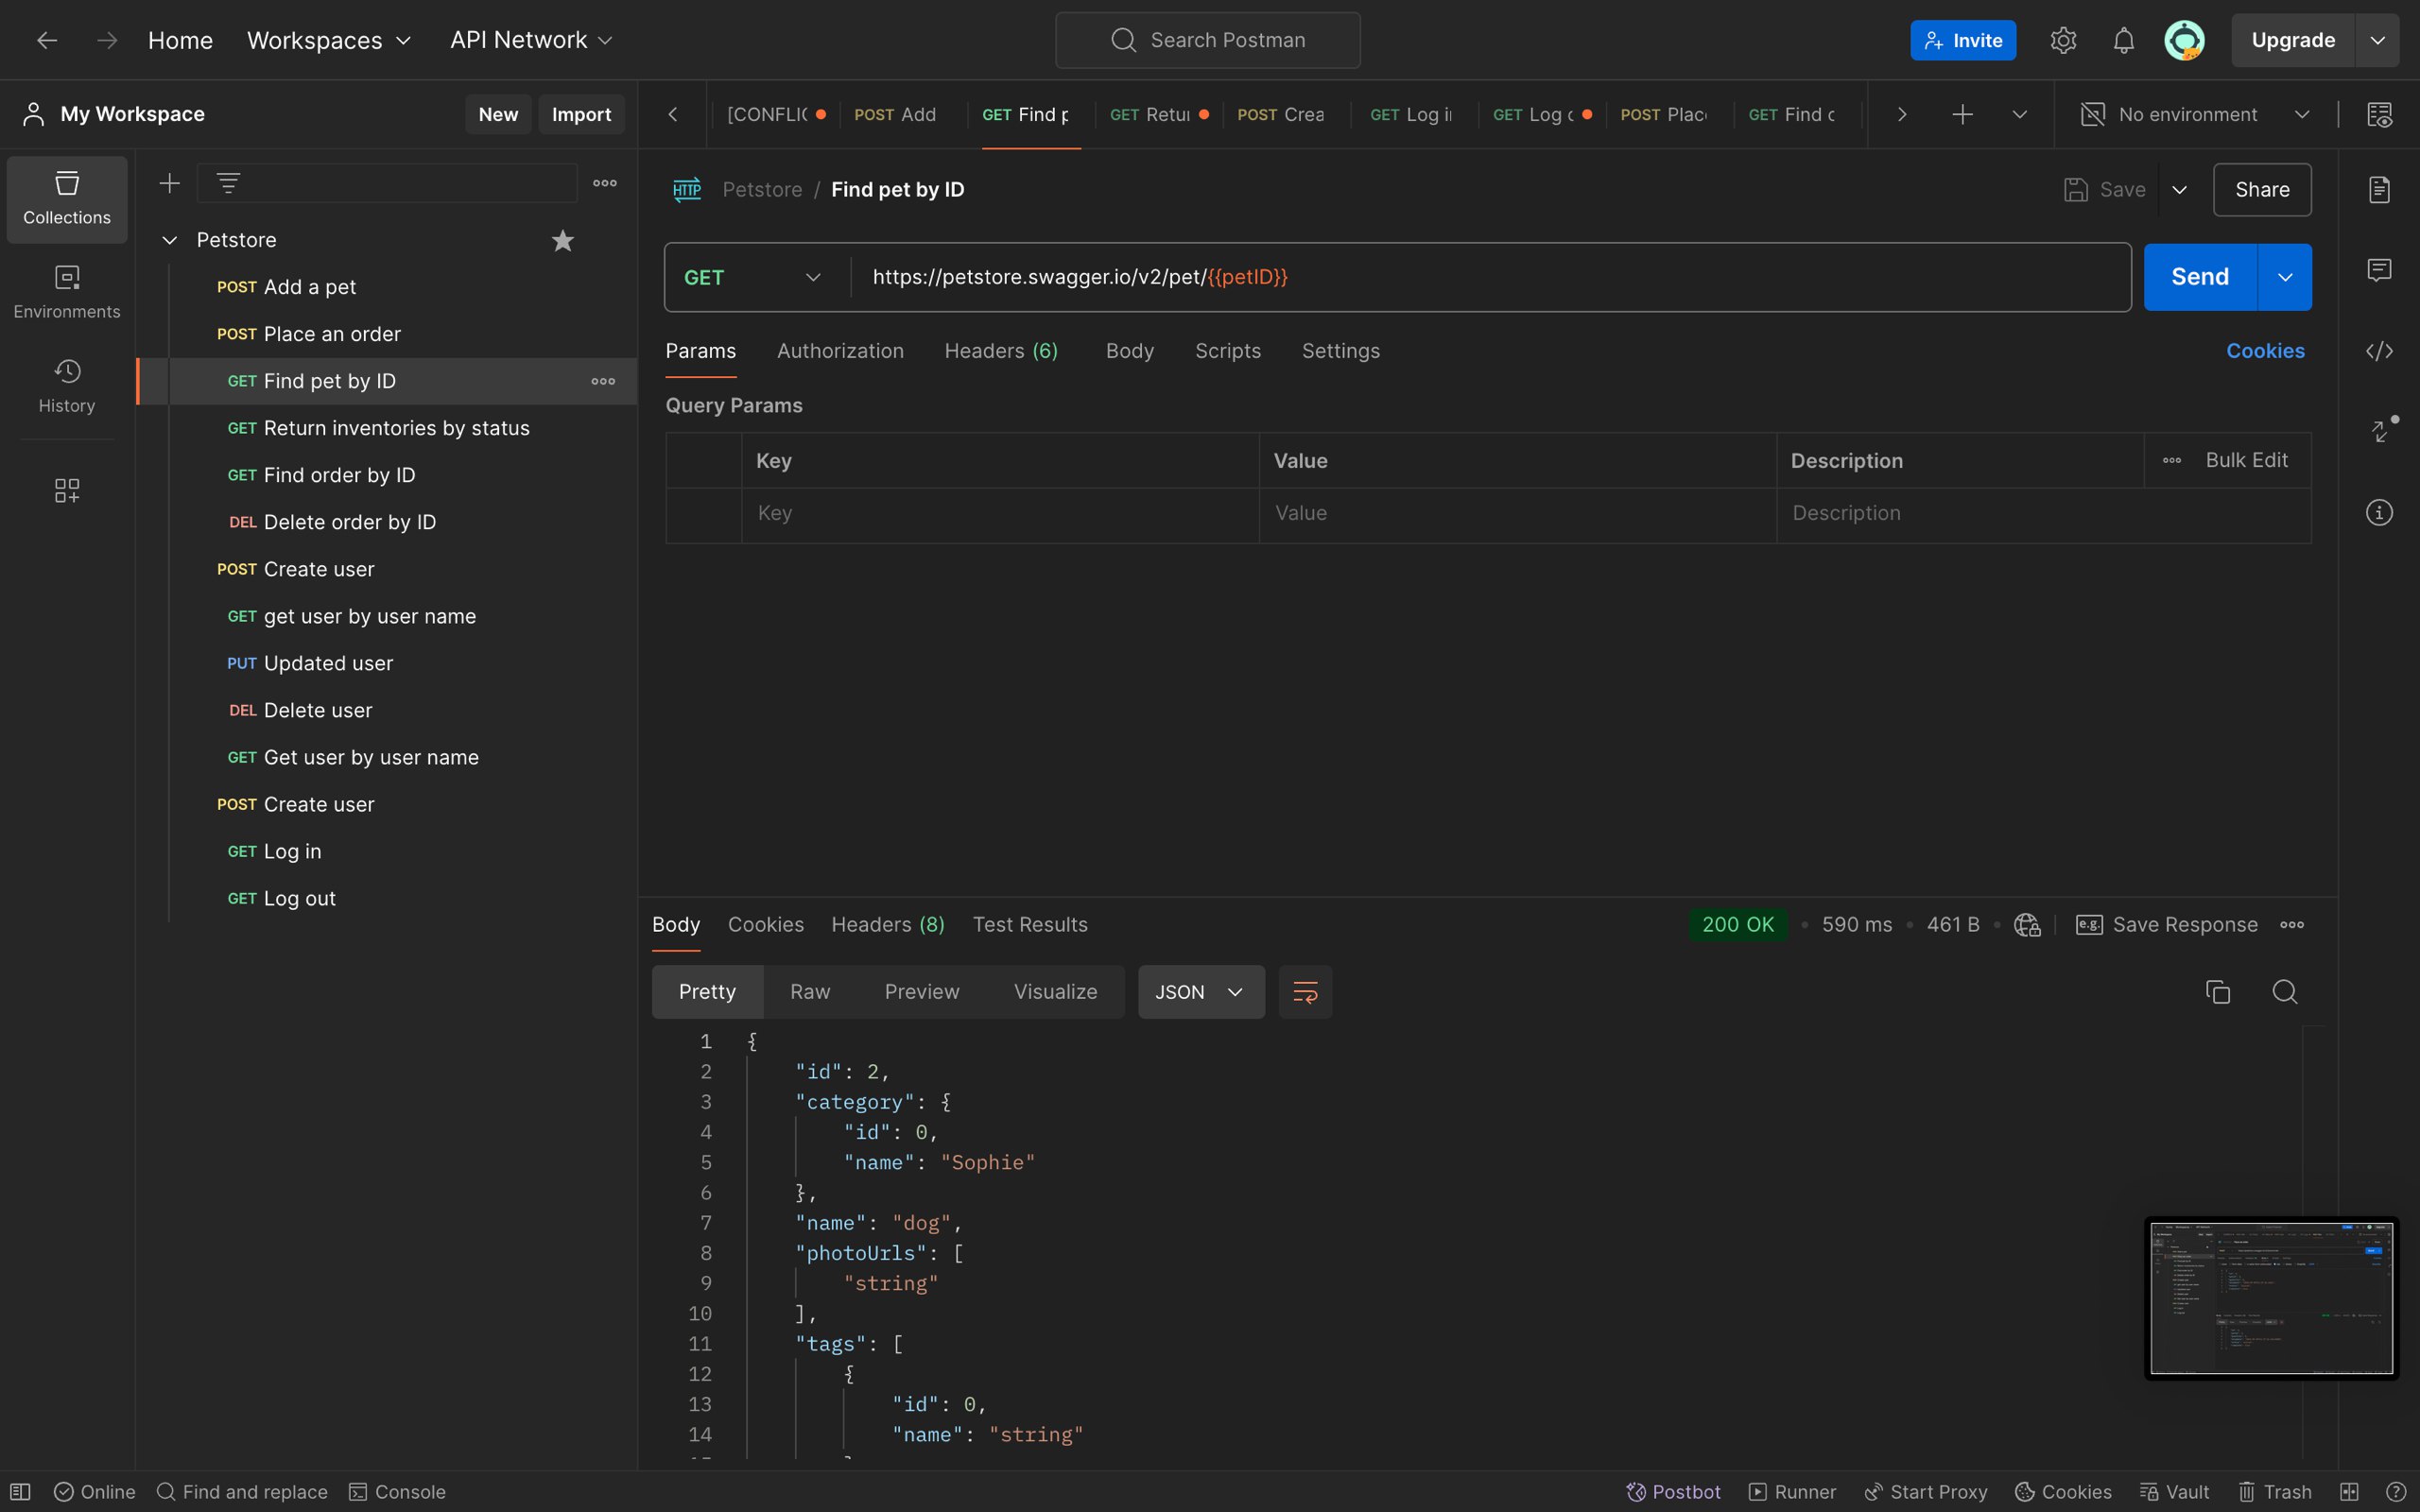 Home Workspaces API Network Search Postman Invite Upgrade
My Workspace New Import
[CONFLIC POST Add GET Find p GET Retu POST Crea GET Log i GET Log o POST Plac GET Find o No environment
Collections
Environments
History
Petstore
POST Add a pet
POST Place an order
GET Find pet by ID
GET Return inventories by status
GET Find order by ID
DEL Delete order by ID
POST Create user
GET get user by user name
PUT Updated user
DEL Delete user
GET Get user by user name
POST Create user
GET Log in
GET Log out
HTTP Petstore / Find pet by ID Save Share
GET https://petstore.swagger.io/v2/pet/{{petID}} Send
Params Authorization Headers (6) Body Scripts Settings Cookies
Query Params
Key Value Description Bulk Edit
Key Value Description
Body Cookies Headers (8) Test Results 200 OK • 590 ms • 461 B • e.g. Save Response
Pretty Raw Preview Visualize JSON
1 {
2 "id": 2,
3 "category": {
4 "id": 0,
5 "name": "Sophie"
6 },
7 "name": "dog",
8 "photoUrls": [
9 "string"
10 ],
11 "tags": [
12 {
13 "id": 0,
14 "name": "string"
Online Find and replace Console Postbot Runner Start Proxy Cookies Vault Trash